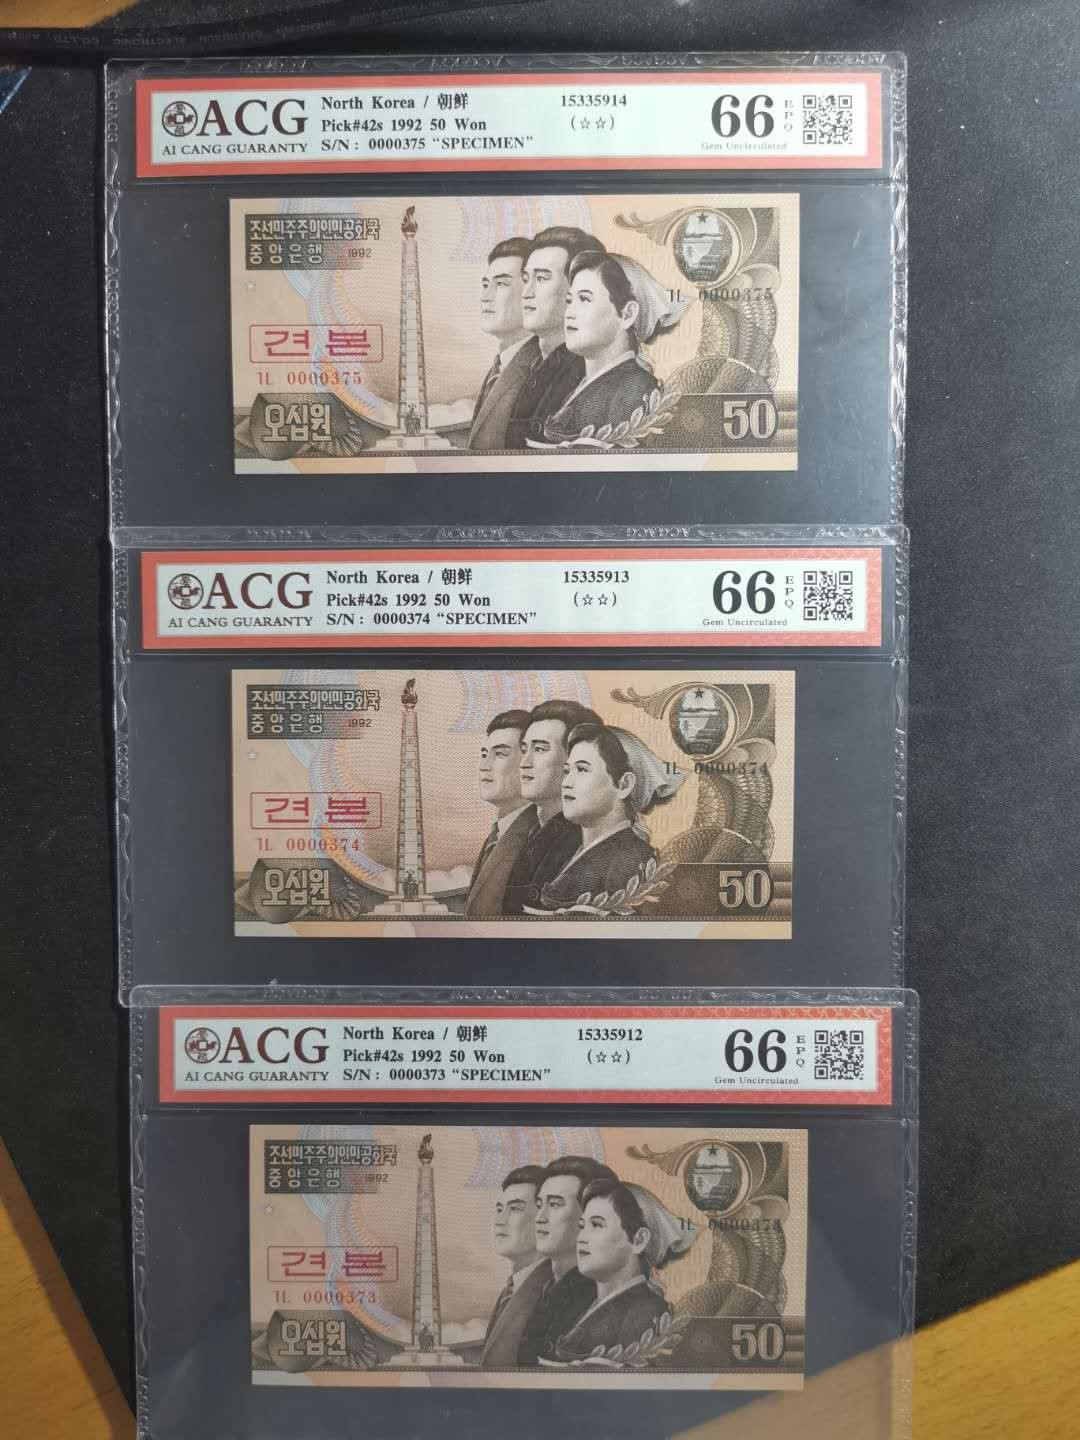 ACG
AI CANG GUARANTY
North Korea / 朝鲜
Pick#42s 1992 50 Won
S/N : 0000375 “SPECIMEN”
15335914
(☆☆)
66
EPQ
Gem Uncirculated
조선민주주의인민공화국
중앙은행 1992
ㄱㄴ 0000375
견본
ㄱㄴ 0000375
오십원
50
ACG
AI CANG GUARANTY
North Korea / 朝鲜
Pick#42s 1992 50 Won
S/N : 0000374 “SPECIMEN”
15335913
(☆☆)
66
EPQ
Gem Uncirculated
조선민주주의인민공화국
중앙은행 1992
ㄱㄴ 0000374
견본
ㄱㄴ 0000374
오십원
50
ACG
AI CANG GUARANTY
North Korea / 朝鲜
Pick#42s 1992 50 Won
S/N : 0000373 “SPECIMEN”
15335912
(☆☆)
66
EPQ
Gem Uncirculated
조선민주주의인민공화국
중앙은행 1992
ㄱㄴ 0000373
견본
ㄱㄴ 0000373
오십원
50